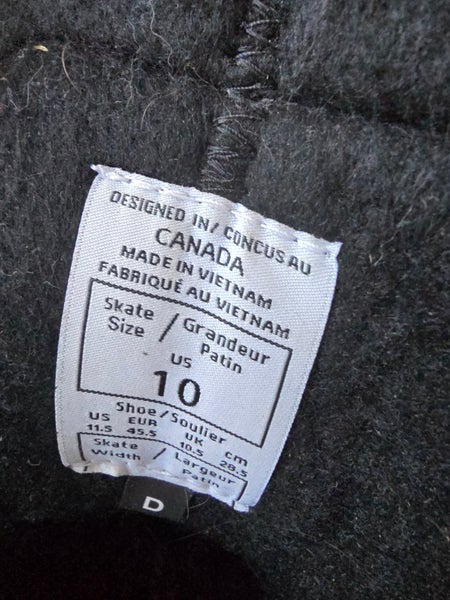 DESIGNED IN/ CONCUS AU
CANADA
MADE IN VIETNAM
FABRIQUÉ AU VIETNAM
Skate / Grandeur
Size / Patin
US
10
Shoe/Soulier
US EUR UK cm
11.5 45.5 10.5 28.5
Skate / Largeur
Width / Patin
D